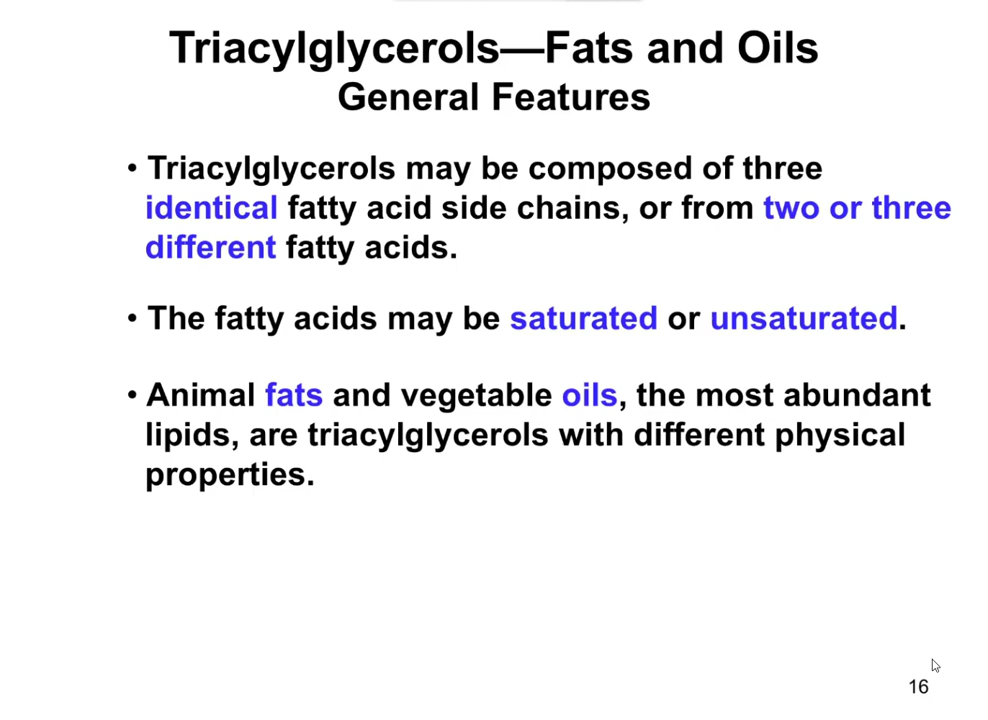 Triacylglycerols—Fats and Oils
General Features
• Triacylglycerols may be composed of three
identical fatty acid side chains, or from two or three
different fatty acids.
• The fatty acids may be saturated or unsaturated.
• Animal fats and vegetable oils, the most abundant
lipids, are triacylglycerols with different physical
properties.
16